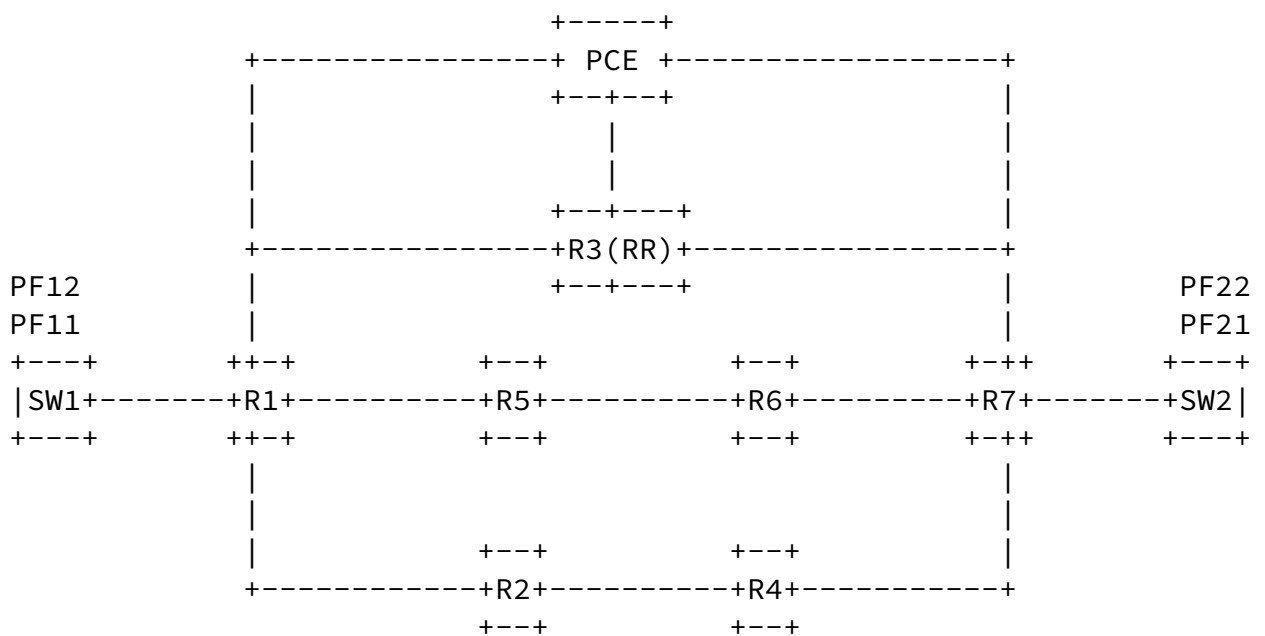 PCE
R3(RR)
PF12 PF22
PF11 PF21
SW1 R1 R5 R6 R7 SW2
R2 R4